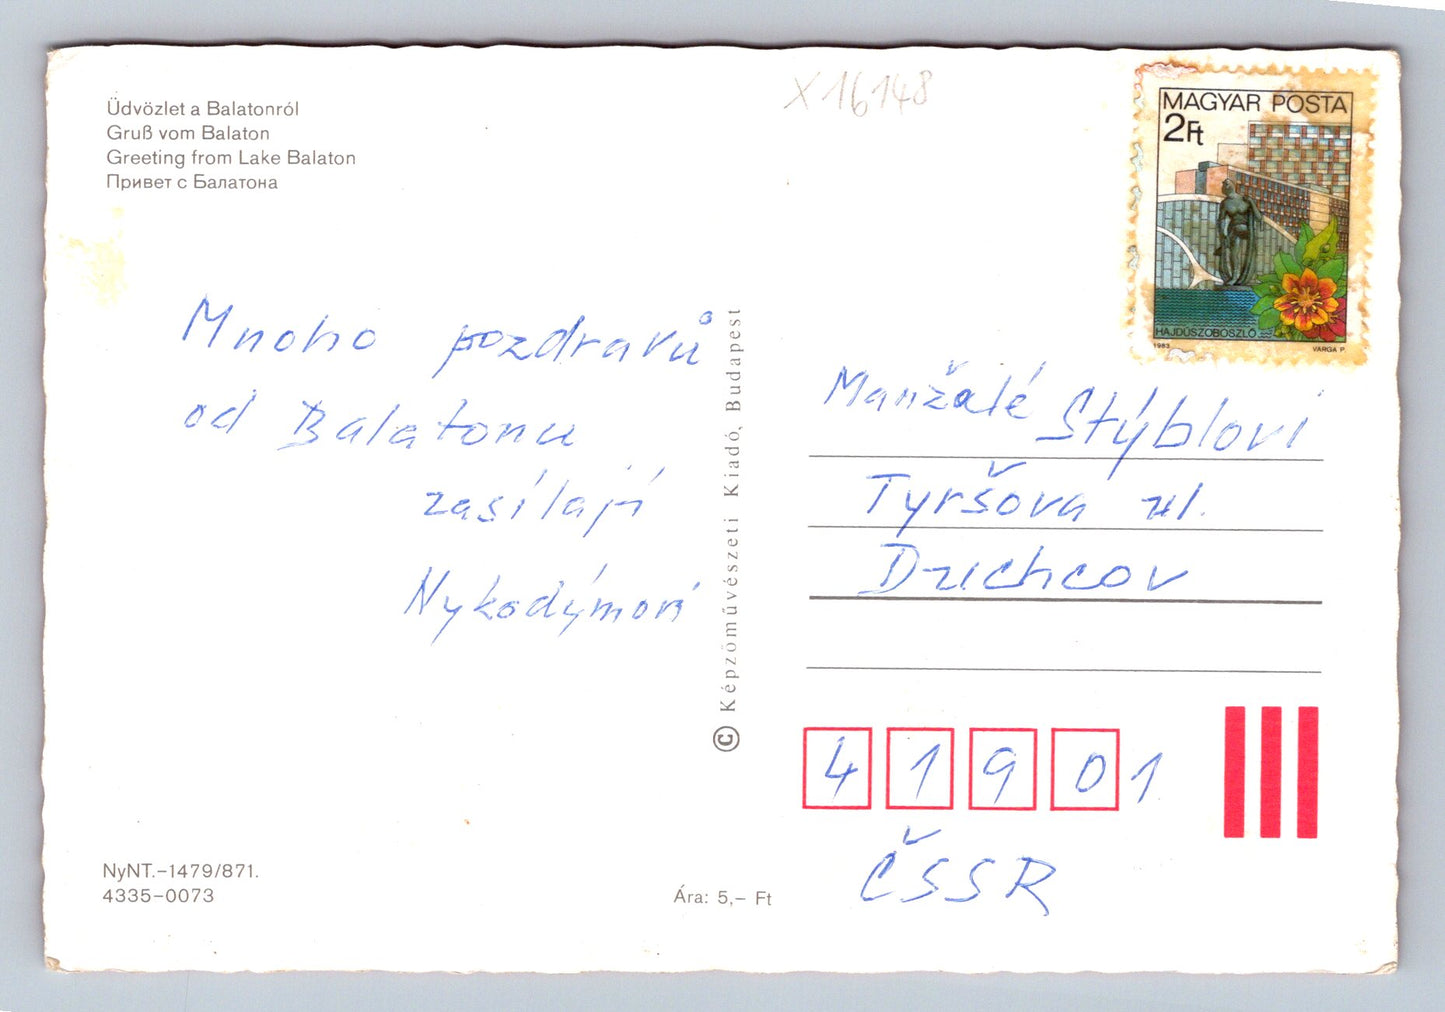 Üdvözlet a Balatonról
Gruß vom Balaton
Greeting from Lake Balaton
Привет с Балатона
X 16148
MAGYAR POSTA
2Ft
HAJDÚSZOBOSZLÓ
1983 VARGA P.
Mnoho pozdravů
od Balatonu
zasílají
Nykodýmovi
© Képzőművészeti Kiadó, Budapest
Manželé Stýblovi
Tyršova ul.
Duchcov
41901
ČSSR
NyNT.-1479/871.
4335-0073
Ára: 5,- Ft